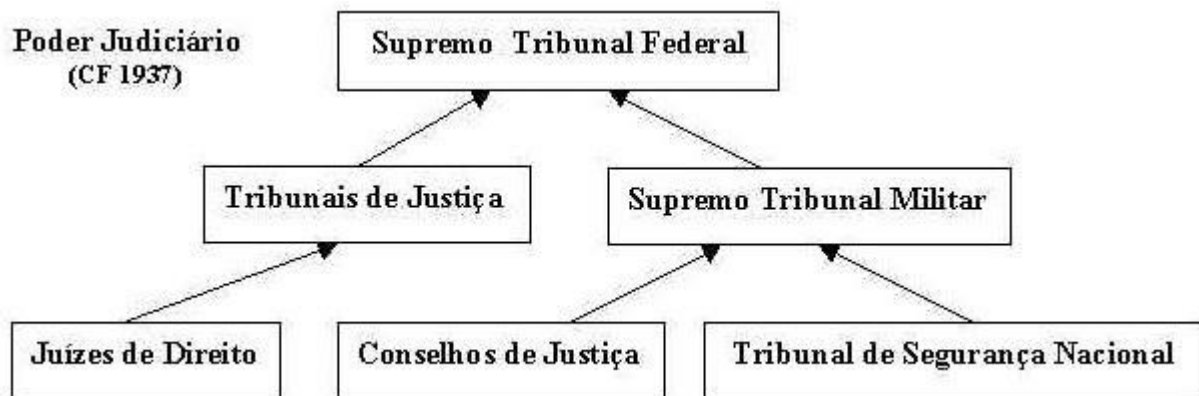 Poder Judiciário
(CF 1937)
Supremo Tribunal Federal
Tribunais de Justiça
Supremo Tribunal Militar
Juízes de Direito
Conselhos de Justiça
Tribunal de Segurança Nacional